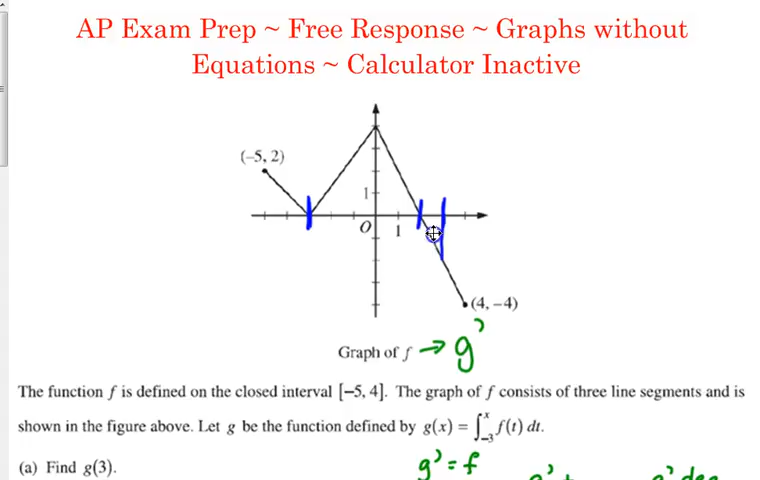 AP Exam Prep ~ Free Response ~ Graphs without
Equations ~ Calculator Inactive
(−5, 2)
1
O
1
(4, −4)
Graph of f → g'
The function f is defined on the closed interval [−5, 4]. The graph of f consists of three line segments and is
shown in the figure above. Let g be the function defined by g(x) = ∫_{−3}^{x} f(t) dt.
(a) Find g(3).
g' = f